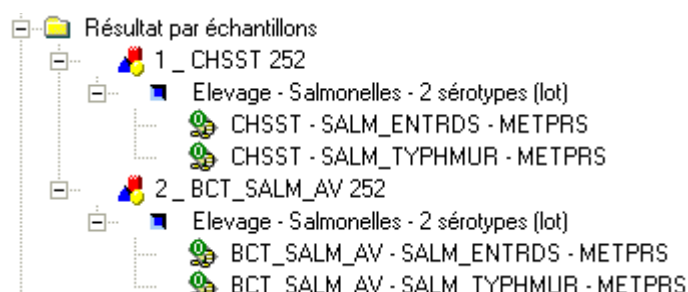 Résultat par échantillons
1 _ CHSST 252
Elevage - Salmonelles - 2 sérotypes (lot)
CHSST - SALM_ENTRDS - METPRS
CHSST - SALM_TYPHMUR - METPRS
2 _ BCT_SALM_AV 252
Elevage - Salmonelles - 2 sérotypes (lot)
BCT_SALM_AV - SALM_ENTRDS - METPRS
BCT_SALM_AV - SALM_TYPHMUR - METPRS